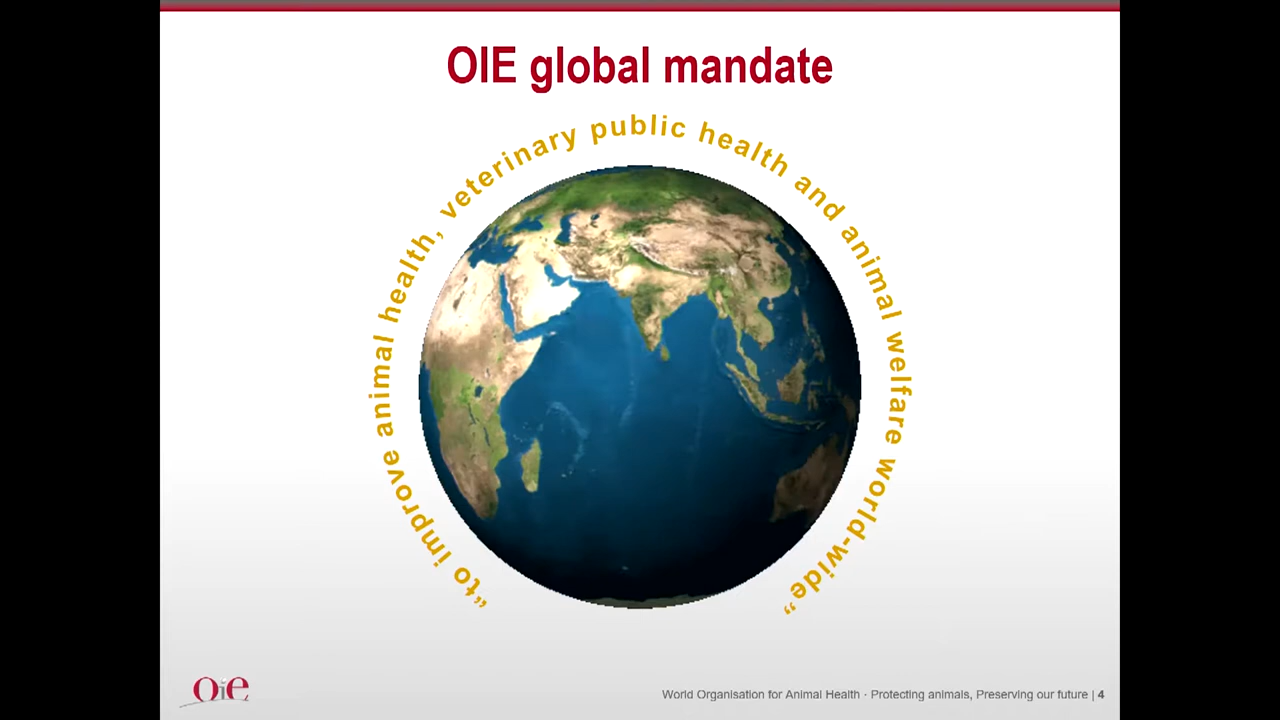 OIE global mandate
“to improve animal health, veterinary public health and animal welfare world-wide”
Oie
World Organisation for Animal Health · Protecting animals, Preserving our future | 4